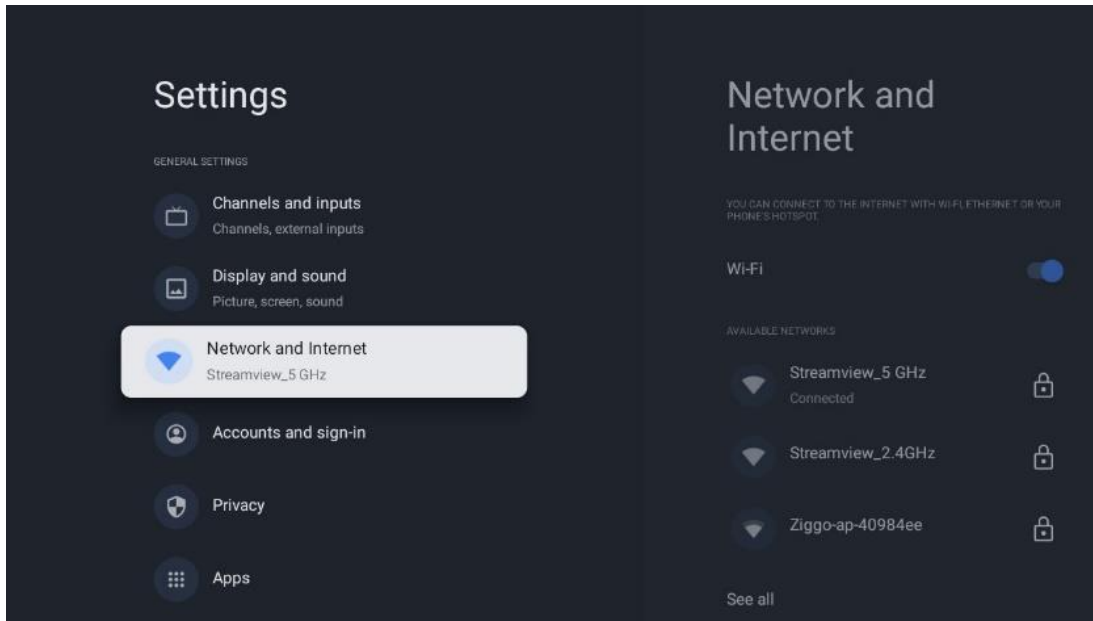 Settings
GENERAL SETTINGS
Channels and inputs
Channels, external inputs
Display and sound
Picture, screen, sound
Network and Internet
Streamview_5 GHz
Accounts and sign-in
Privacy
Apps
Network and
Internet
YOU CAN CONNECT TO THE INTERNET WITH WI-FI, ETHERNET OR YOUR
PHONE'S HOTSPOT.
Wi-Fi
AVAILABLE NETWORKS
Streamview_5 GHz
Connected
Streamview_2.4GHz
Ziggo-ap-40984ee
See all